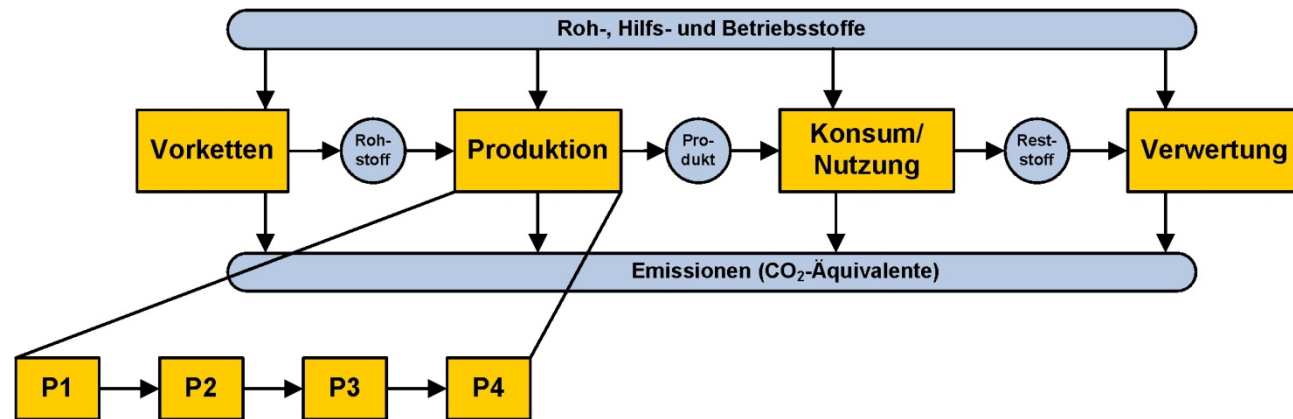 Roh-, Hilfs- und Betriebsstoffe
Vorketten
Roh-
stoff
Produktion
Pro-
dukt
Konsum/
Nutzung
Rest-
stoff
Verwertung
Emissionen (CO₂-Äquivalente)
P1
P2
P3
P4